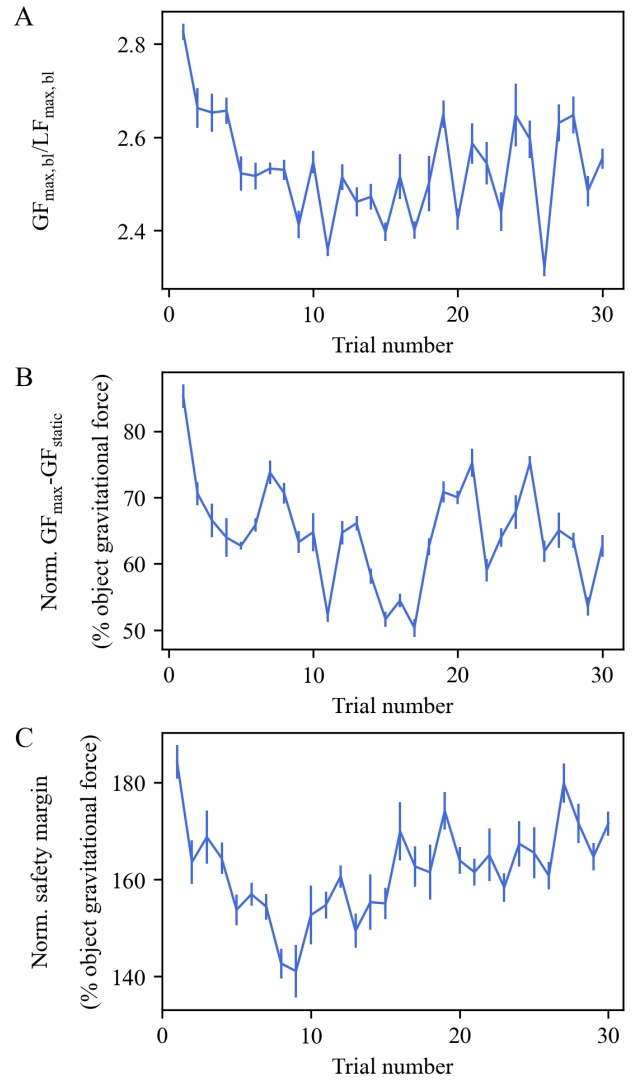 A
GFmax, bl/LFmax, bl
2.8
2.6
2.4
0 10 20 30
Trial number
B
Norm. GFmax-GFstatic
(% object gravitational force)
80
70
60
50
0 10 20 30
Trial number
C
Norm. safety margin
(% object gravitational force)
180
160
140
0 10 20 30
Trial number